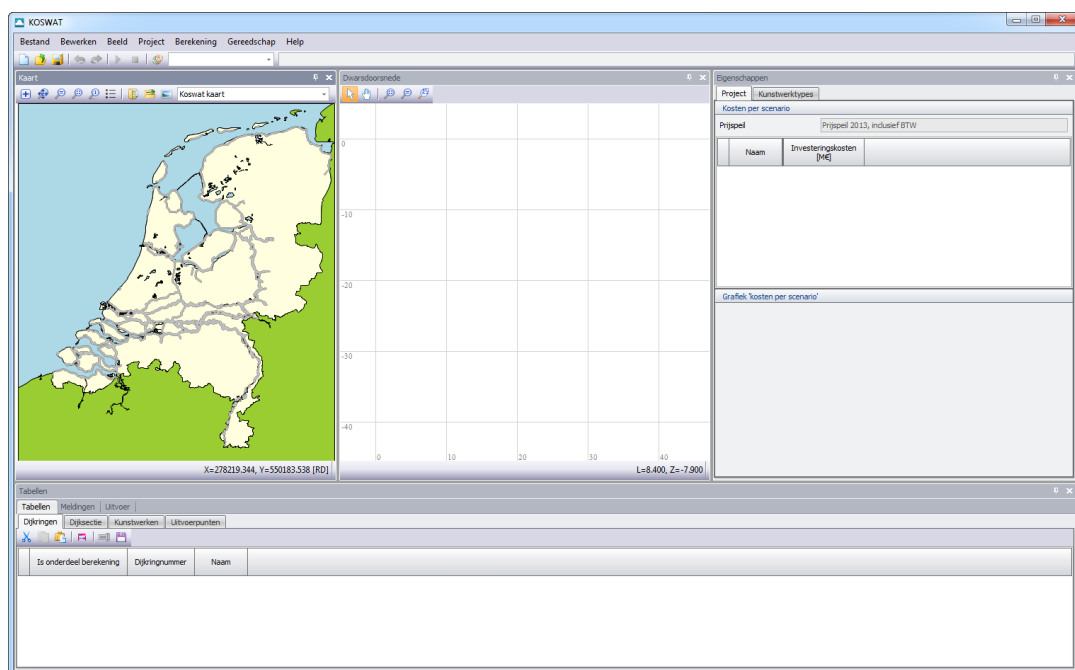 KOSWAT
Bestand Bewerken Beeld Project Berekening Gereedschap Help
Kaart
Koswat kaart
X=278219.344, Y=550183.538 [RD]
Dwarsdoorsnede
0
-10
-20
-30
-40
0 10 20 30 40
L=8.400, Z=-7.900
Eigenschappen
Project Kunstwerktypes
Kosten per scenario
Prijspeil Prijspeil 2013, inclusief BTW
Naam Investeringskosten
[M€]
Grafiek 'kosten per scenario'
Tabellen
Tabellen Meldingen Uitvoer
Dijkringen Dijksectie Kunstwerken Uitvoerpunten
Is onderdeel berekening Dijkringnummer Naam